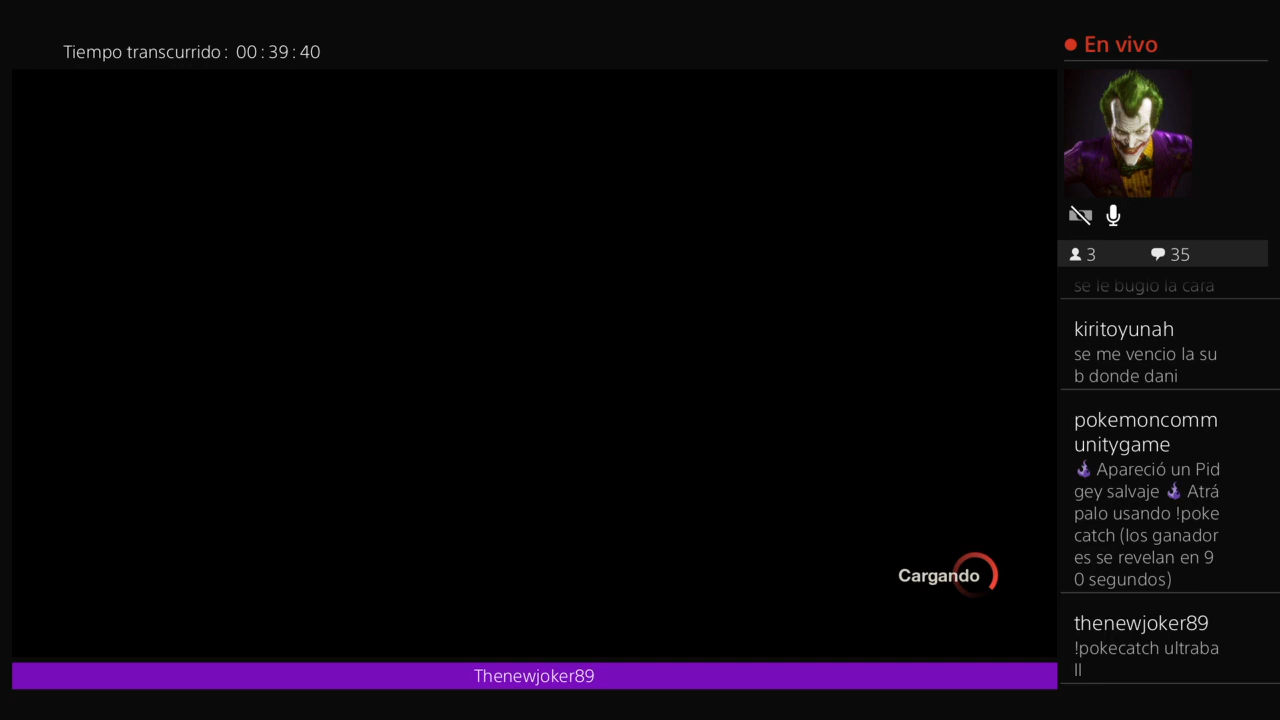 Tiempo transcurrido: 00:39:40
En vivo
3 35
se le bugio la cara
kiritoyunah
se me vencio la su
b donde dani
pokemoncomm
unitygame
Apareció un Pid
gey salvaje Atrá
palo usando !poke
catch (los ganador
es se revelan en 9
0 segundos)
thenewjoker89
!pokecatch ultraba
ll
Cargando
Thenewjoker89